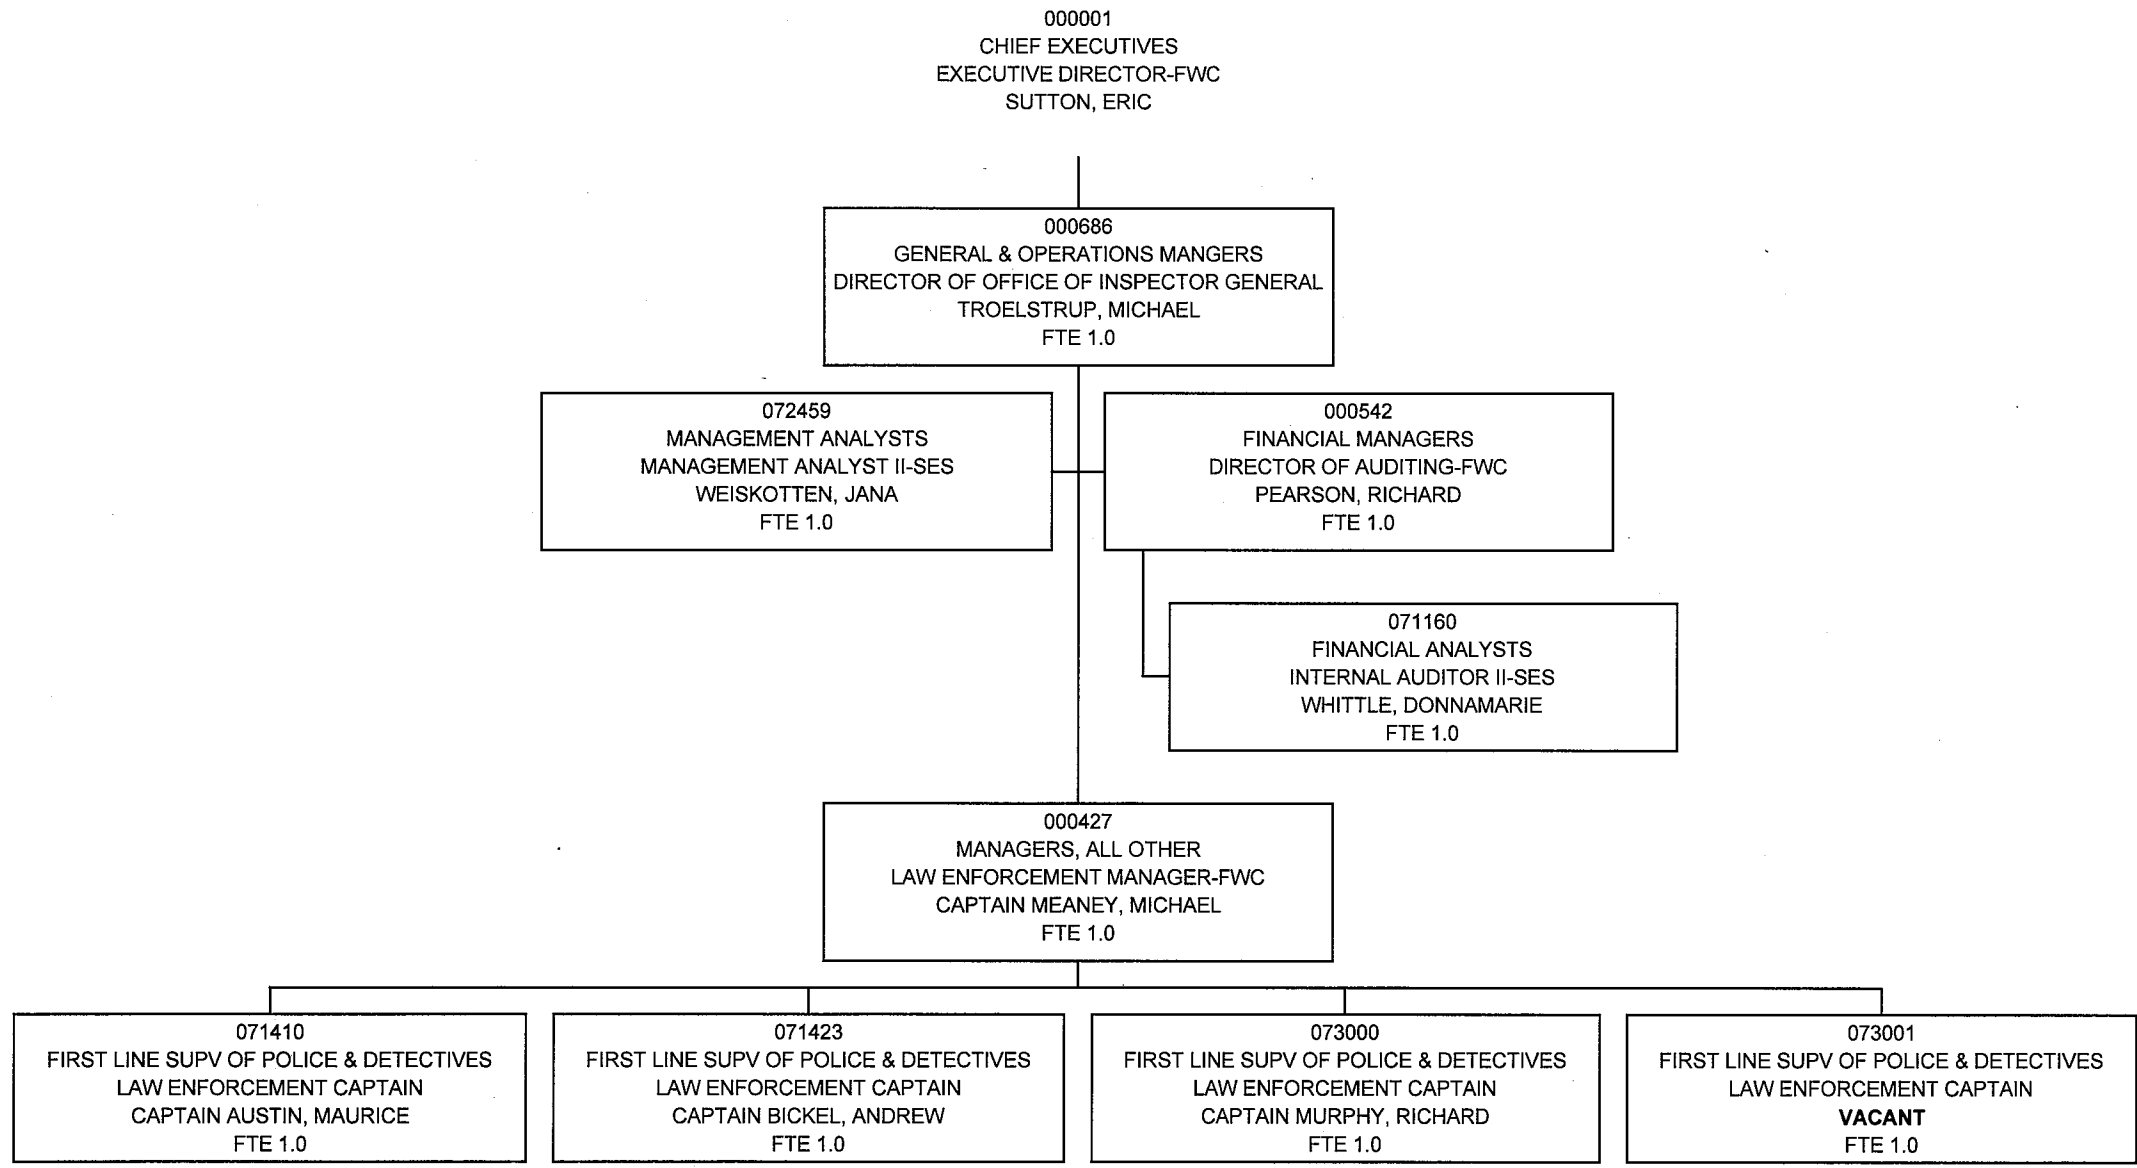 000001
CHIEF EXECUTIVES
EXECUTIVE DIRECTOR-FWC
SUTTON, ERIC
000686
GENERAL & OPERATIONS MANGERS
DIRECTOR OF OFFICE OF INSPECTOR GENERAL
TROELSTRUP, MICHAEL
FTE 1.0
072459
MANAGEMENT ANALYSTS
MANAGEMENT ANALYST II-SES
WEISKOTTEN, JANA
FTE 1.0
000542
FINANCIAL MANAGERS
DIRECTOR OF AUDITING-FWC
PEARSON, RICHARD
FTE 1.0
071160
FINANCIAL ANALYSTS
INTERNAL AUDITOR II-SES
WHITTLE, DONNAMARIE
FTE 1.0
000427
MANAGERS, ALL OTHER
LAW ENFORCEMENT MANAGER-FWC
CAPTAIN MEANEY, MICHAEL
FTE 1.0
071410
FIRST LINE SUPV OF POLICE & DETECTIVES
LAW ENFORCEMENT CAPTAIN
CAPTAIN AUSTIN, MAURICE
FTE 1.0
071423
FIRST LINE SUPV OF POLICE & DETECTIVES
LAW ENFORCEMENT CAPTAIN
CAPTAIN BICKEL, ANDREW
FTE 1.0
073000
FIRST LINE SUPV OF POLICE & DETECTIVES
LAW ENFORCEMENT CAPTAIN
CAPTAIN MURPHY, RICHARD
FTE 1.0
073001
FIRST LINE SUPV OF POLICE & DETECTIVES
LAW ENFORCEMENT CAPTAIN
VACANT
FTE 1.0